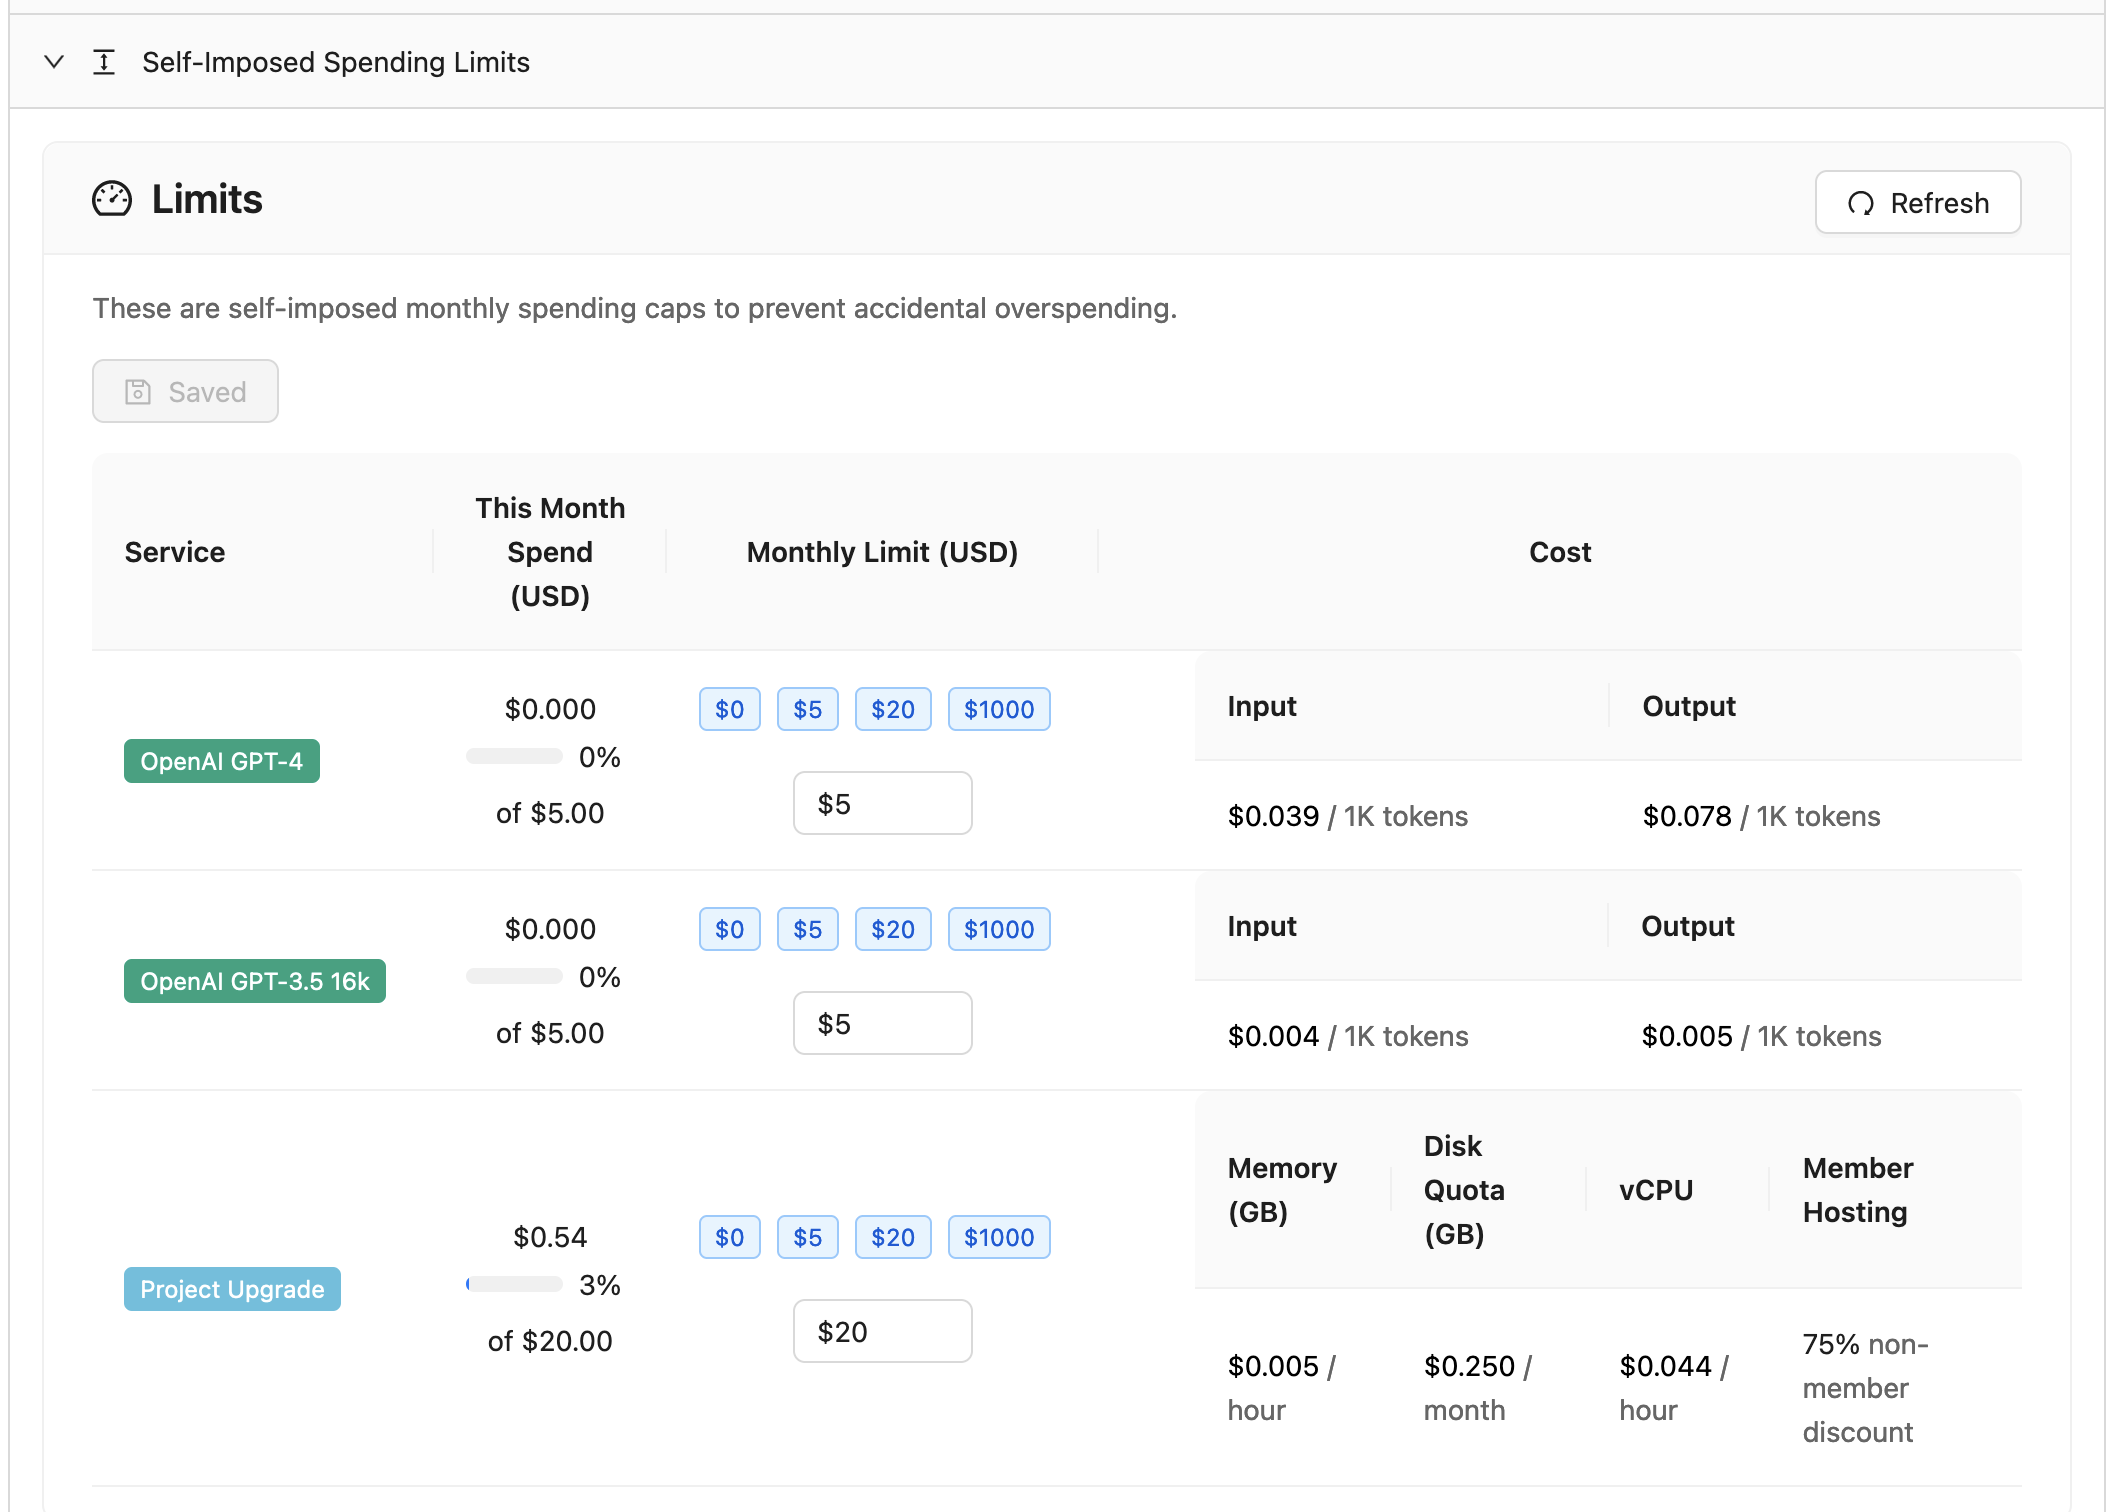 Self-Imposed Spending Limits
Limits
Refresh
These are self-imposed monthly spending caps to prevent accidental overspending.
Saved
Service
This Month
Spend
(USD)
Monthly Limit (USD)
Cost
OpenAI GPT-4
$0.000
0%
of $5.00
$0 $5 $20 $1000
$5
Input Output
$0.039 / 1K tokens $0.078 / 1K tokens
OpenAI GPT-3.5 16k
$0.000
0%
of $5.00
$0 $5 $20 $1000
$5
Input Output
$0.004 / 1K tokens $0.005 / 1K tokens
Project Upgrade
$0.54
3%
of $20.00
$0 $5 $20 $1000
$20
Memory
(GB)
Disk
Quota
(GB)
vCPU
Member
Hosting
$0.005 /
hour
$0.250 /
month
$0.044 /
hour
75% non-
member
discount